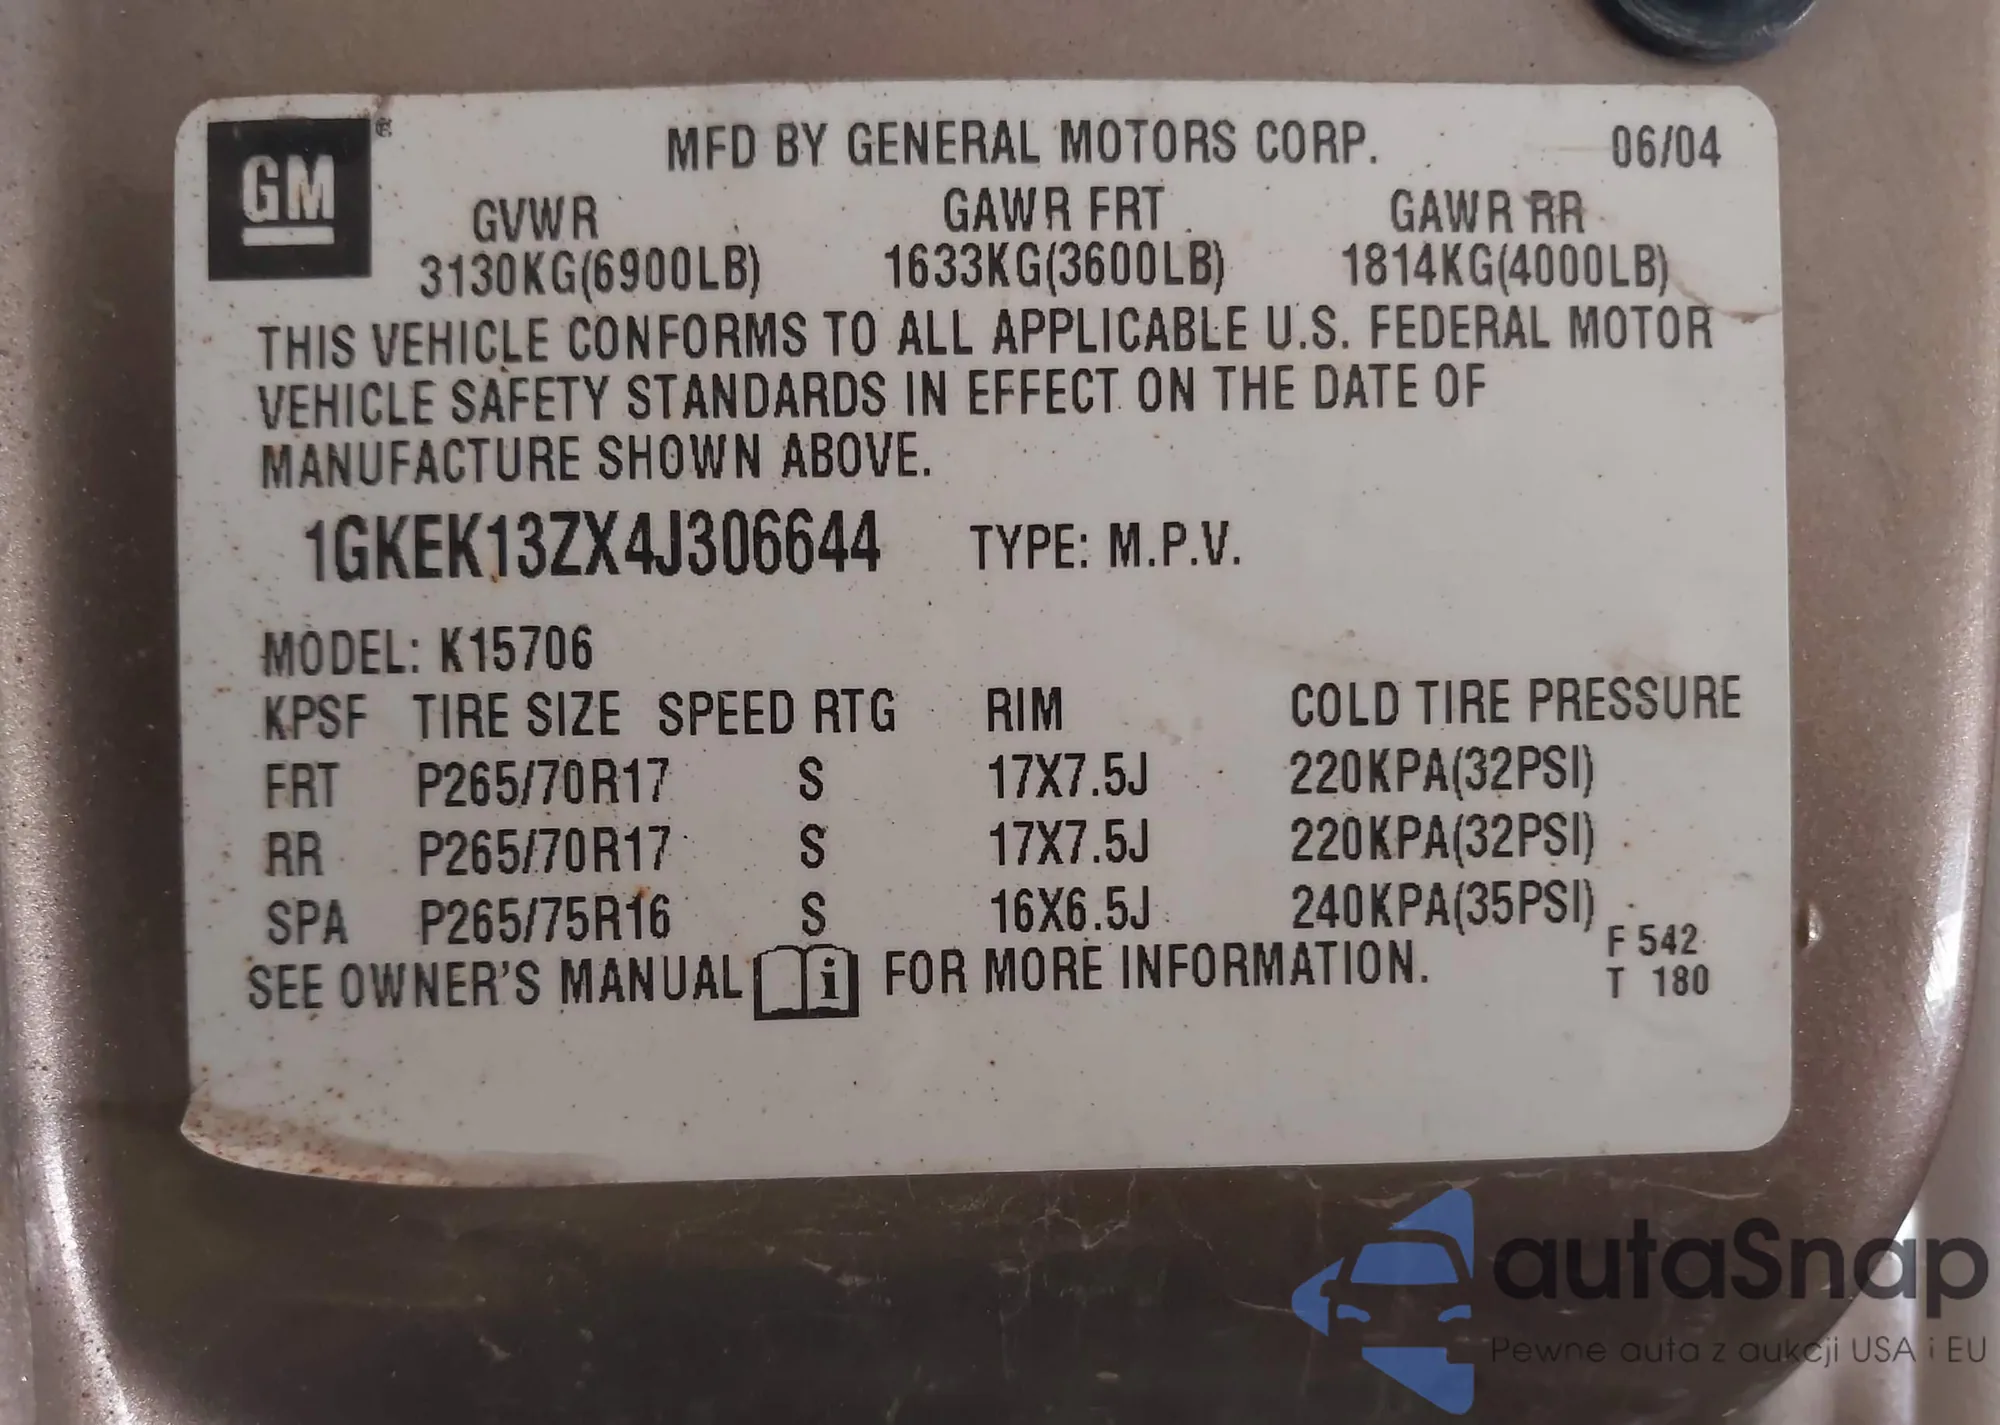 GM®
MFD BY GENERAL MOTORS CORP. 06/04
GVWR GAWR FRT GAWR RR
3130KG(6900LB) 1633KG(3600LB) 1814KG(4000LB)
THIS VEHICLE CONFORMS TO ALL APPLICABLE U.S. FEDERAL MOTOR
VEHICLE SAFETY STANDARDS IN EFFECT ON THE DATE OF
MANUFACTURE SHOWN ABOVE.
1GKEK13ZX4J306644 TYPE: M.P.V.
MODEL: K15706
KPSF TIRE SIZE SPEED RTG RIM COLD TIRE PRESSURE
FRT P265/70R17 S 17X7.5J 220KPA(32PSI)
RR P265/70R17 S 17X7.5J 220KPA(32PSI)
SPA P265/75R16 S 16X6.5J 240KPA(35PSI)
SEE OWNER'S MANUAL i FOR MORE INFORMATION.
F 542
T 180
autaSnap
Pewne auta z aukcji USA i EU